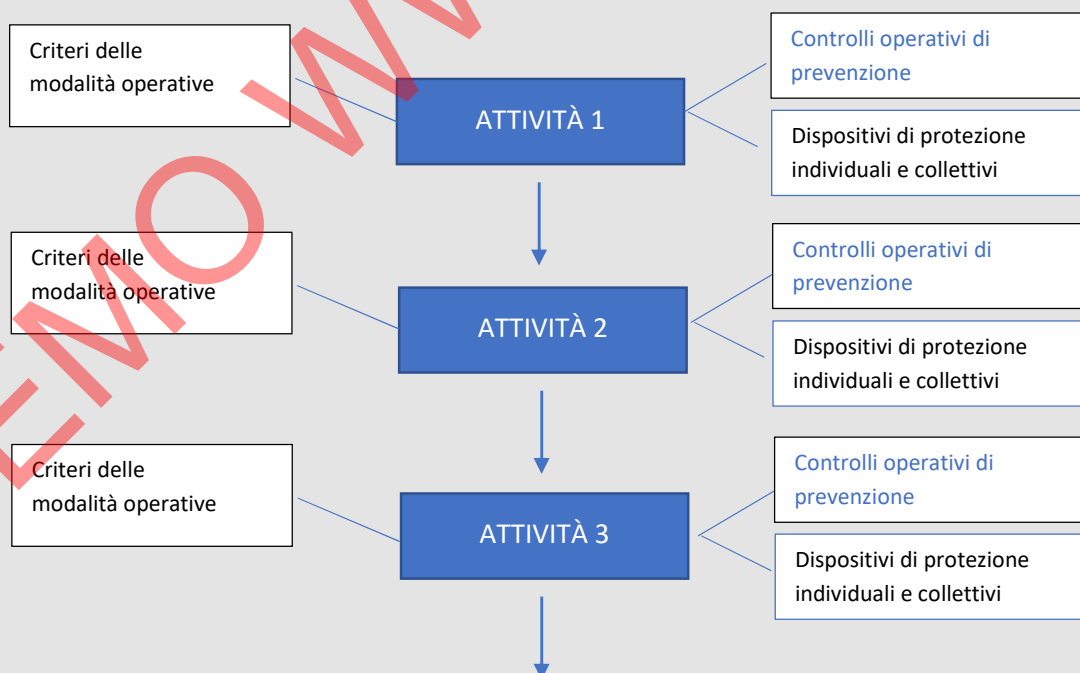 Criteri delle
modalità operative
ATTIVITÀ 1
Controlli operativi di
prevenzione
Dispositivi di protezione
individuali e collettivi
Criteri delle
modalità operative
ATTIVITÀ 2
Controlli operativi di
prevenzione
Dispositivi di protezione
individuali e collettivi
Criteri delle
modalità operative
ATTIVITÀ 3
Controlli operativi di
prevenzione
Dispositivi di protezione
individuali e collettivi
EMO W